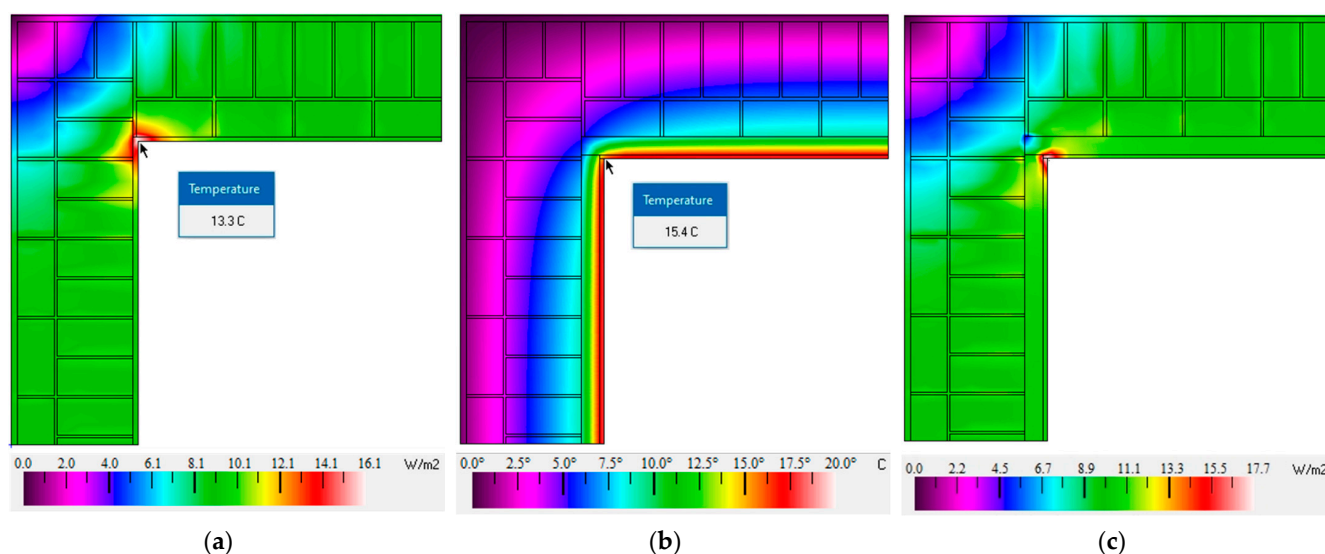 Temperature
13.3 C
Temperature
15.4 C
0.0 2.0 4.0 6.1 8.1 10.1 12.1 14.1 16.1 W/m2
0.0° 2.5° 5.0° 7.5° 10.0° 12.5° 15.0° 17.5° 20.0° C
0.0 2.2 4.5 6.7 8.9 11.1 13.3 15.5 17.7 W/m2
(a) (b) (c)